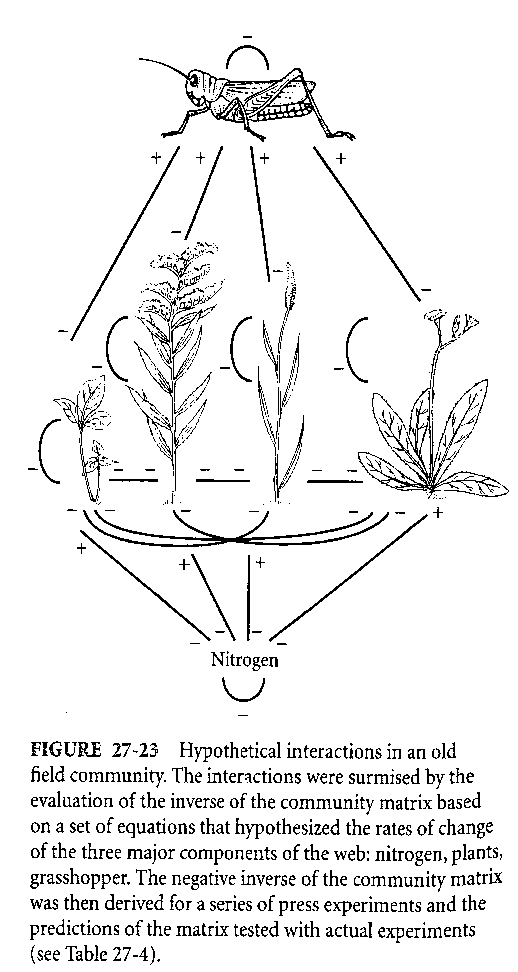 Nitrogen
FIGURE 27-23 Hypothetical interactions in an old
field community. The interactions were surmised by the
evaluation of the inverse of the community matrix based
on a set of equations that hypothesized the rates of change
of the three major components of the web: nitrogen, plants,
grasshopper. The negative inverse of the community matrix
was then derived for a series of press experiments and the
predictions of the matrix tested with actual experiments
(see Table 27-4).